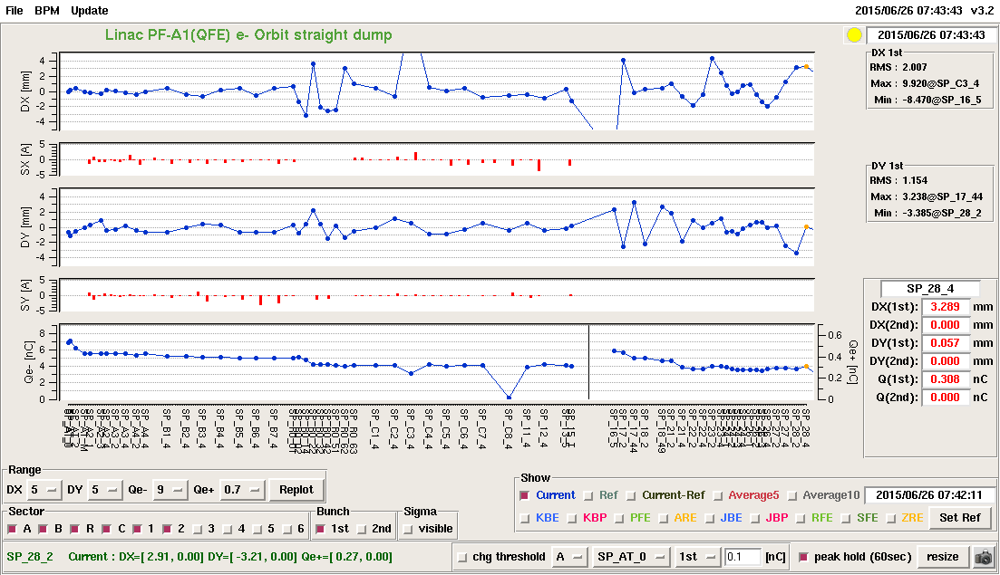 File BPM Update 2015/06/26 07:43:43 v3.2
Linac PF-A1(QFE) e- Orbit straight dump
2015/06/26 07:43:43
DX 1st
RMS : 2.007
Max : 9.920@SP_C3_4
Min : -8.470@SP_16_5
DX [mm]
4
2
0
-2
-4
SX [A]
5
0
-5
DY 1st
RMS : 1.154
Max : 3.238@SP_17_44
Min : -3.385@SP_28_2
DY [mm]
4
2
0
-2
-4
SY [A]
5
0
-5
SP_28_4
DX(1st): 3.289 mm
DX(2nd): 0.000 mm
DY(1st): 0.057 mm
DY(2nd): 0.000 mm
Q(1st): 0.308 nC
Q(2nd): 0.000 nC
Qe- [nC]
8
6
4
2
0
0.6
0.4
0.2
0
Qe+ [nC]
SP_A3_4
SP_A4_2
SP_A4_4
SP_B1_4
SP_B2_4
SP_B3_4
SP_B4_4
SP_B5_4
SP_B6_4
SP_B7_4
SP_R0_63
SP_C1_4
SP_C2_4
SP_C3_4
SP_C4_4
SP_C5_4
SP_C6_4
SP_C7_4
SP_C8_4
SP_11_4
SP_12_4
SP_16_5
SP_17_44
SP_18_2
SP_18_49
SP_21_2
SP_21_4
SP_22_2
SP_22_4
SP_27_2
SP_27_4
SP_28_2
SP_28_4
Range
DX 5 DY 5 Qe- 9 Qe+ 0.7 Replot
Sector
A B R C 1 2 3 4 5 6
Bunch
1st 2nd
Sigma
visible
Show
Current Ref Current-Ref Average5 Average10 2015/06/26 07:42:11
KBE KBP PFE ARE JBE JBP RFE SFE ZRE Set Ref
SP_28_2 Current : DX=[ 2.91, 0.00] DY=[ -3.21, 0.00] Qe+=[ 0.27, 0.00]
chg threshold A SP_AT_0 1st 0.1 [nC] peak hold (60sec) resize